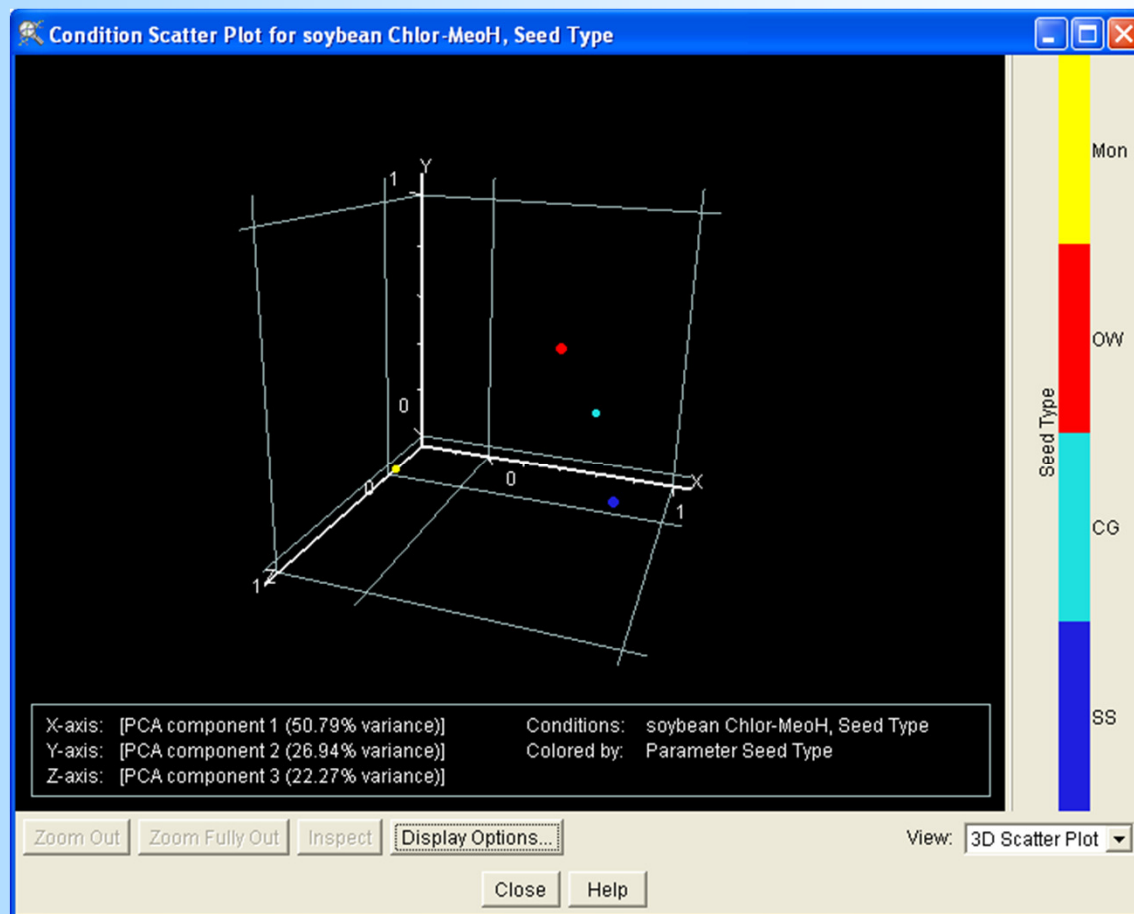 Condition Scatter Plot for soybean Chlor-MeoH, Seed Type
Y
1
0
0
0
X
1
Z
1
Mon
OW
CG
SS
Seed Type
X-axis: [PCA component 1 (50.79% variance)] Conditions: soybean Chlor-MeoH, Seed Type
Y-axis: [PCA component 2 (26.94% variance)] Colored by: Parameter Seed Type
Z-axis: [PCA component 3 (22.27% variance)]
Zoom Out Zoom Fully Out Inspect Display Options... View: 3D Scatter Plot
Close Help